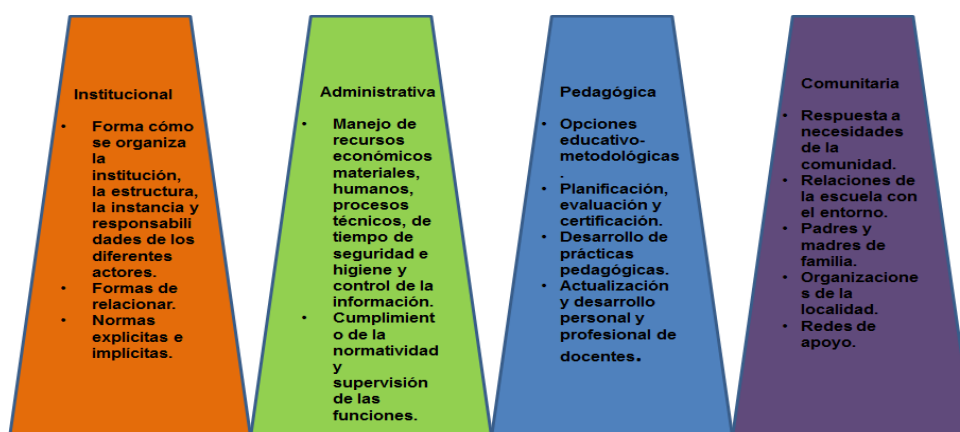 Institucional
• Forma cómo
se organiza
la
institución,
la estructura,
la instancia y
responsabili
dades de los
diferentes
actores.
• Formas de
relacionar.
• Normas
explicitas e
implícitas.
Administrativa
• Manejo de
recursos
económicos
materiales,
humanos,
procesos
técnicos, de
tiempo de
seguridad e
higiene y
control de la
información.
• Cumplimient
o de la
normatividad
y
supervisión
de las
funciones.
Pedagógica
• Opciones
educativo-
metodológicas
.
• Planificación,
evaluación y
certificación.
• Desarrollo de
prácticas
pedagógicas.
• Actualización
y desarrollo
personal y
profesional de
docentes.
Comunitaria
• Respuesta a
necesidades
de la
comunidad.
• Relaciones de
la escuela con
el entorno.
• Padres y
madres de
familia.
• Organizacione
s de la
localidad.
• Redes de
apoyo.